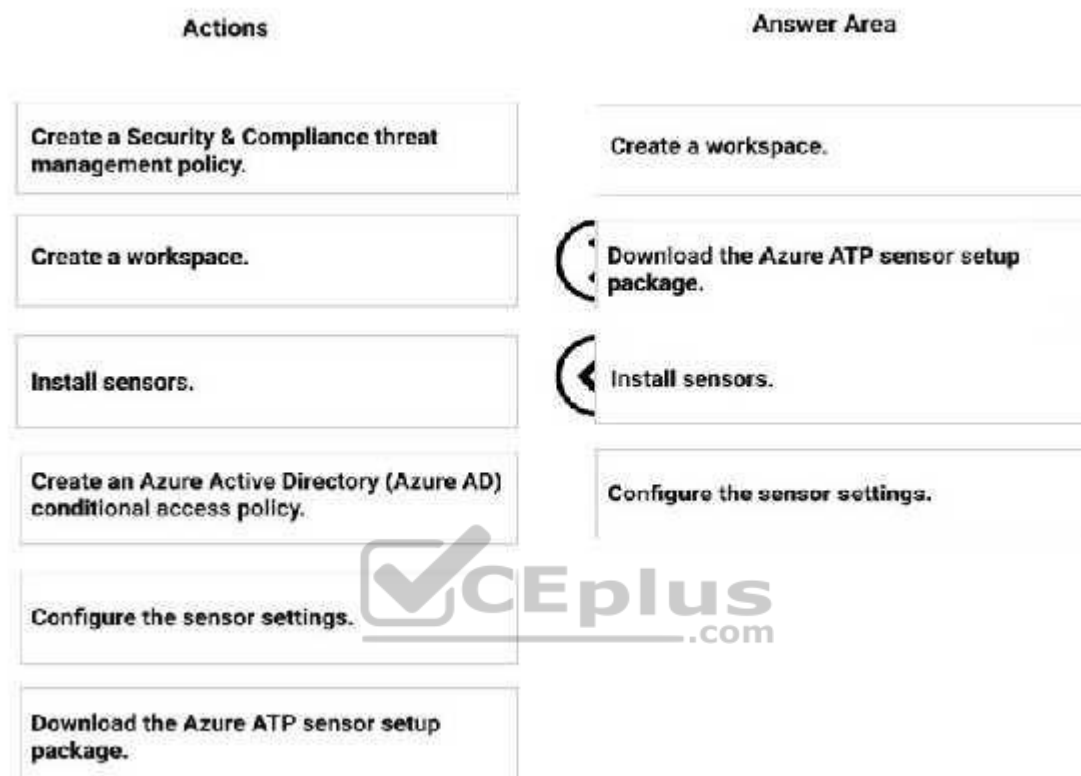 Actions
Answer Area
Create a Security & Compliance threat
management policy.
Create a workspace.
Install sensors.
Create an Azure Active Directory (Azure AD)
conditional access policy.
Configure the sensor settings.
Download the Azure ATP sensor setup
package.
Create a workspace.
Download the Azure ATP sensor setup
package.
Install sensors.
Configure the sensor settings.
CEplus
.com